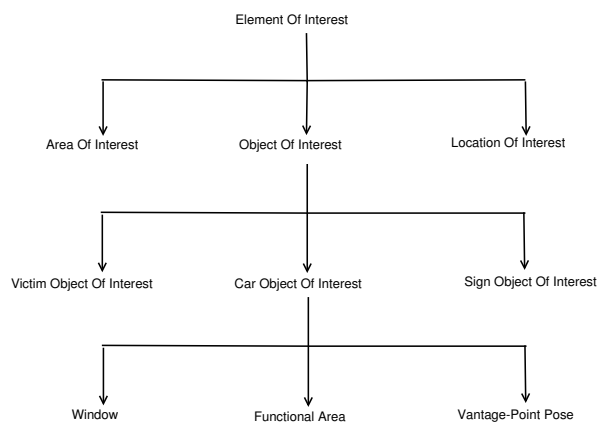 Element Of Interest
Area Of Interest
Object Of Interest
Location Of Interest
Victim Object Of Interest
Car Object Of Interest
Sign Object Of Interest
Window
Functional Area
Vantage-Point Pose